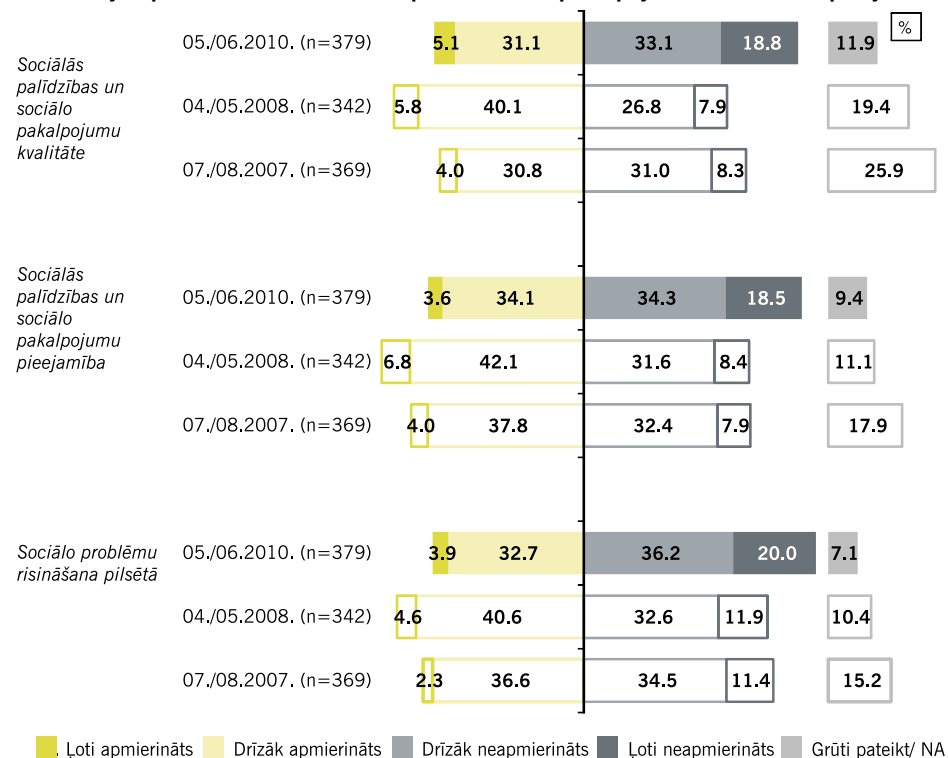 %
Sociālās
palīdzības un
sociālo
pakalpojumu
kvalitāte
05./06.2010. (n=379) 5.1 31.1 33.1 18.8 11.9
04./05.2008. (n=342) 5.8 40.1 26.8 7.9 19.4
07./08.2007. (n=369) 4.0 30.8 31.0 8.3 25.9
Sociālās
palīdzības un
sociālo
pakalpojumu
pieejamība
05./06.2010. (n=379) 3.6 34.1 34.3 18.5 9.4
04./05.2008. (n=342) 6.8 42.1 31.6 8.4 11.1
07./08.2007. (n=369) 4.0 37.8 32.4 7.9 17.9
Sociālo problēmu
risināšana pilsētā
05./06.2010. (n=379) 3.9 32.7 36.2 20.0 7.1
04./05.2008. (n=342) 4.6 40.6 32.6 11.9 10.4
07./08.2007. (n=369) 2.3 36.6 34.5 11.4 15.2
Ļoti apmierināts Drīzāk apmierināts Drīzāk neapmierināts Ļoti neapmierināts Grūti pateikt/ NA